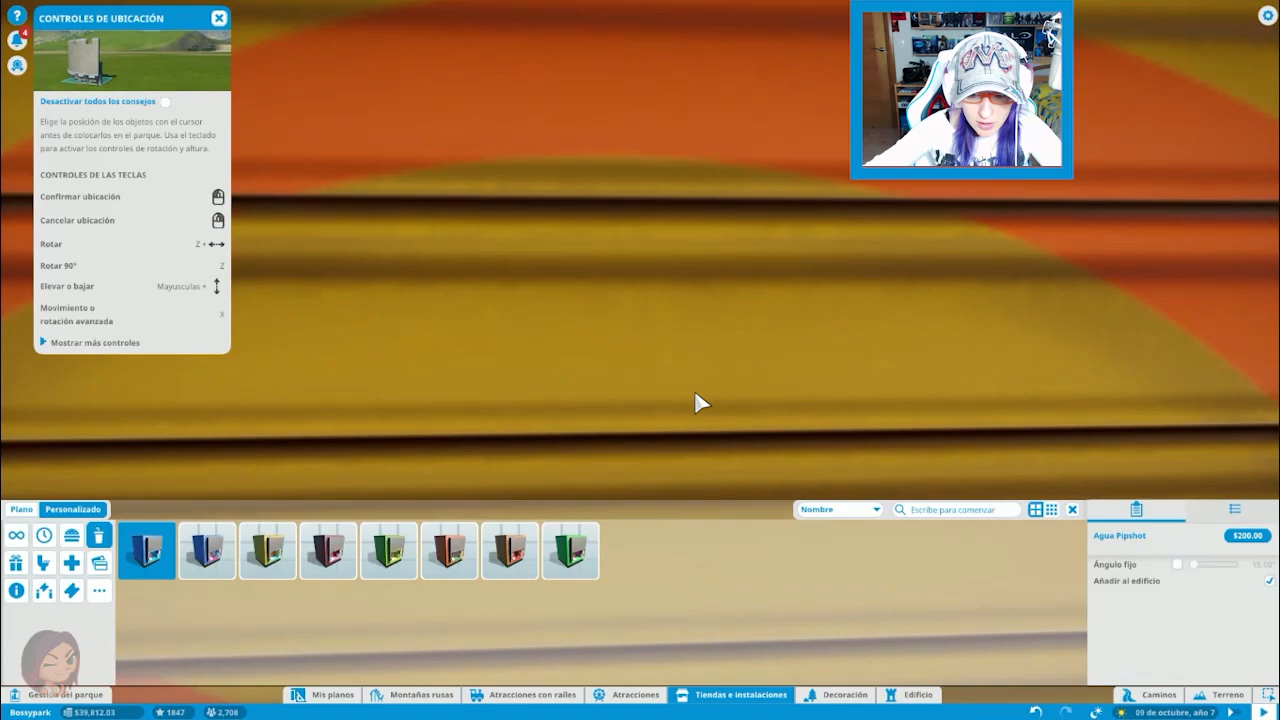 CONTROLES DE UBICACIÓN
4
Desactivar todos los consejos
Elige la posición de los objetos con el cursor
antes de colocarlos en el parque. Usa el teclado
para activar los controles de rotación y altura.
CONTROLES DE LAS TECLAS
Confirmar ubicación
Cancelar ubicación
Rotar Z +
Rotar 90° Z
Elevar o bajar Mayusculas +
Movimiento o
rotación avanzada X
Mostrar más controles
Plano Personalizado
Nombre
Escribe para comenzar
Agua Pipshot $200.00
Ángulo fijo 15.00°
Añadir al edificio
Gestión del parque
Mis planos
Montañas rusas
Atracciones con raíles
Atracciones
Tiendas e instalaciones
Decoración
Edificio
Caminos
Terreno
Bossypark $39,812.03 1847 2,708
09 de octubre, año 7